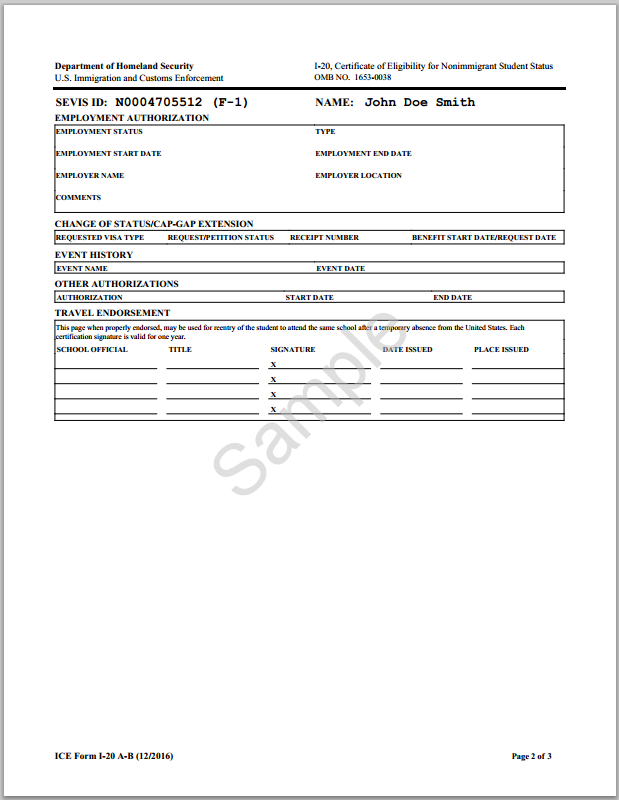 Department of Homeland Security
I-20, Certificate of Eligibility for Nonimmigrant Student Status
U.S. Immigration and Customs Enforcement
OMB NO. 1653-0038
SEVIS ID: N0004705512 (F-1)
NAME: John Doe Smith
EMPLOYMENT AUTHORIZATION
EMPLOYMENT STATUS
TYPE
EMPLOYMENT START DATE
EMPLOYMENT END DATE
EMPLOYER NAME
EMPLOYER LOCATION
COMMENTS
CHANGE OF STATUS/CAP-GAP EXTENSION
REQUESTED VISA TYPE
REQUEST/PETITION STATUS
RECEIPT NUMBER
BENEFIT START DATE/REQUEST DATE
EVENT HISTORY
EVENT NAME
EVENT DATE
OTHER AUTHORIZATIONS
AUTHORIZATION
START DATE
END DATE
TRAVEL ENDORSEMENT
This page when properly endorsed, may be used for reentry of the student to attend the same school after a temporary absence from the United States. Each
certification signature is valid for one year.
SCHOOL OFFICIAL
TITLE
SIGNATURE
DATE ISSUED
PLACE ISSUED
X
X
X
X
Sample
ICE Form I-20 A-B (12/2016)
Page 2 of 3